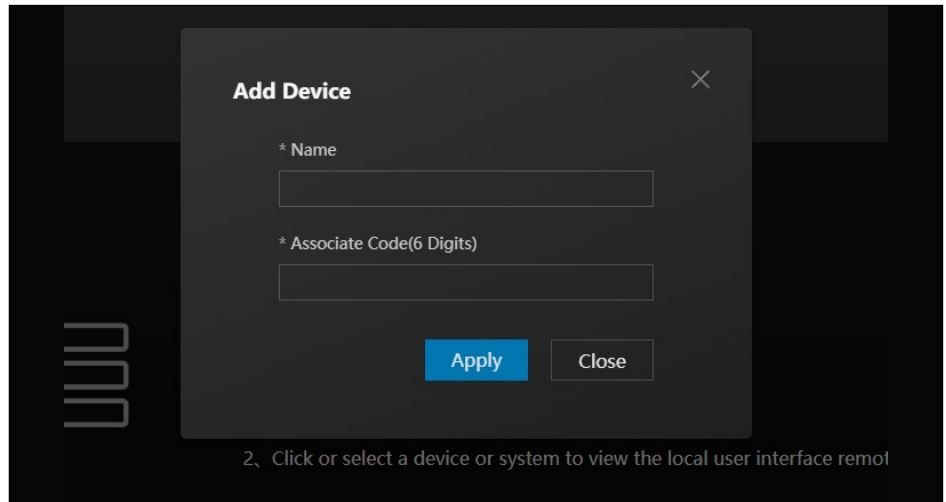 Add Device
* Name
* Associate Code(6 Digits)
Apply
Close
2、Click or select a device or system to view the local user interface remot